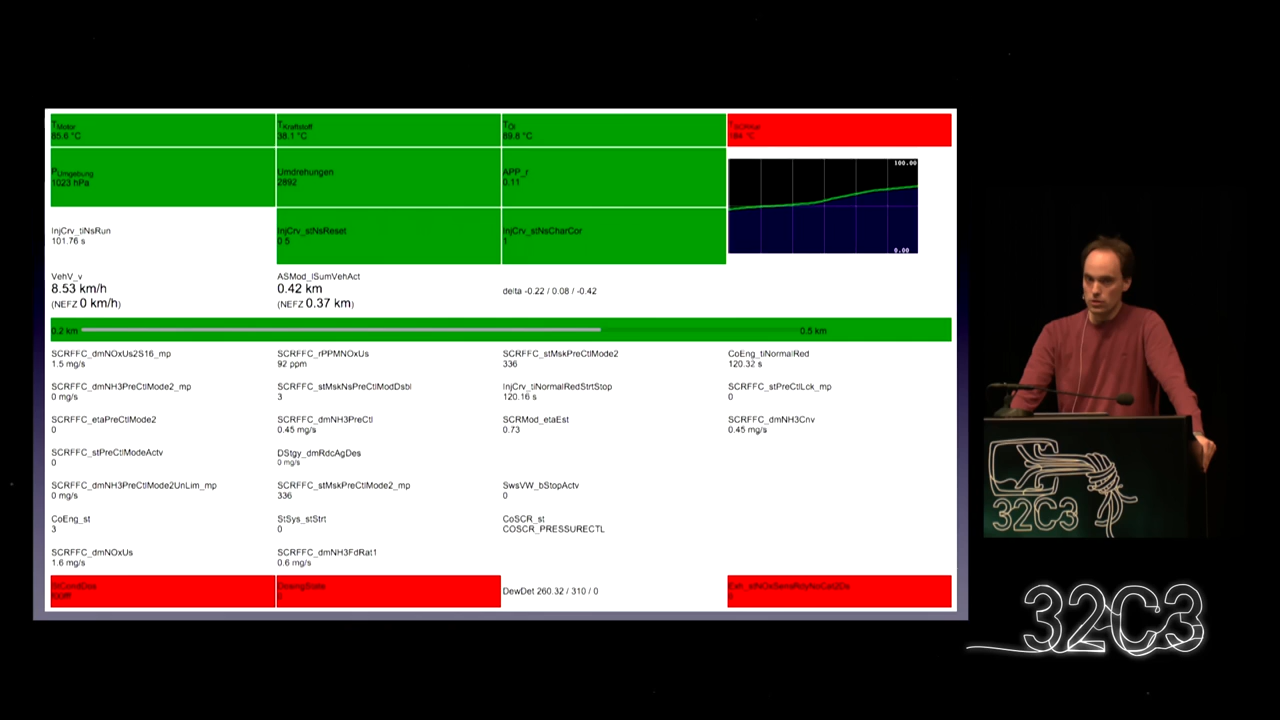 TMotor
85.6 °C
TKraftstoff
38.1 °C
TÖl
89.8 °C
PUmgebung
1023 hPa
Umdrehungen
2892
APP_r
0.11
100.00
0.00
InjCrv_tiNsRun
101.76 s
InjCrv_stNsReset
0 5
InjCrv_stNsCharCor
1
VehV_v
8.53 km/h
(NEFZ 0 km/h)
ASMod_lSumVehAct
0.42 km
(NEFZ 0.37 km)
delta -0.22 / 0.08 / -0.42
0.2 km
0.5 km
SCRFFC_dmNOxUs2S16_mp
1.5 mg/s
SCRFFC_rPPMNOxUs
92 ppm
SCRFFC_stMskPreCtlMode2
336
CoEng_tiNormalRed
120.32 s
SCRFFC_dmNH3PreCtlMode2_mp
0 mg/s
SCRFFC_stMskNsPreCtlModDsbl
3
InjCrv_tiNormalRedStrtStop
120.16 s
SCRFFC_stPreCtlLck_mp
0
SCRFFC_etaPreCtlMode2
0
SCRFFC_dmNH3PreCtl
0.45 mg/s
SCRMod_etaEst
0.73
SCRFFC_dmNH3Cnv
0.45 mg/s
SCRFFC_stPreCtlModeActv
0
DStgy_dmRdcAgDes
0 mg/s
SCRFFC_dmNH3PreCtlMode2UnLim_mp
0 mg/s
SCRFFC_stMskPreCtlMode2_mp
336
SwsVW_bStopActv
0
CoEng_st
3
StSys_stStrt
0
CoSCR_st
COSCR_PRESSURECTL
SCRFFC_dmNOxUs
1.6 mg/s
SCRFFC_dmNH3FdRat1
0.6 mg/s
DewDet 260.32 / 310 / 0
32C3
32C3